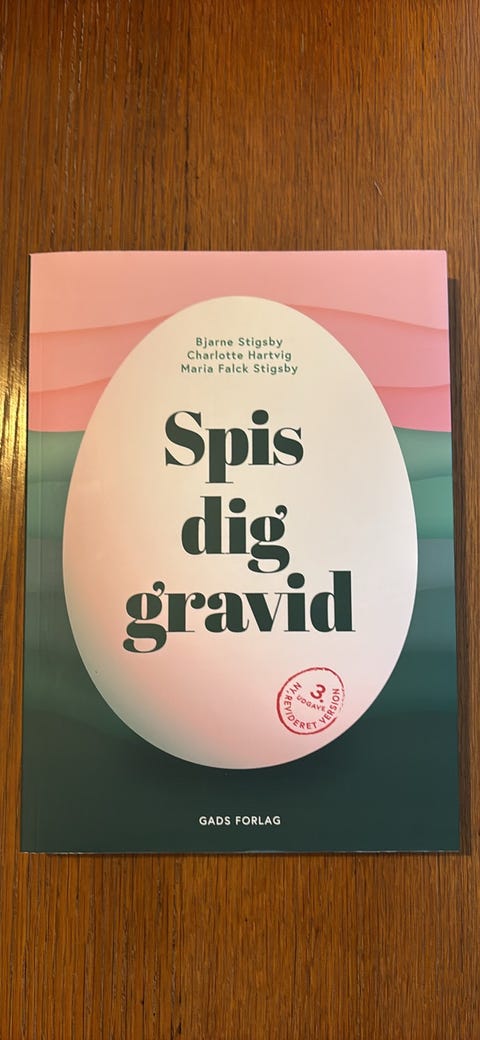 Bjarne Stigsby
Charlotte Hartvig
Maria Falck Stigsby
Spis
dig
gravid
3.
UDGAVE
NY, REVIDERET VERSION
GADS FORLAG